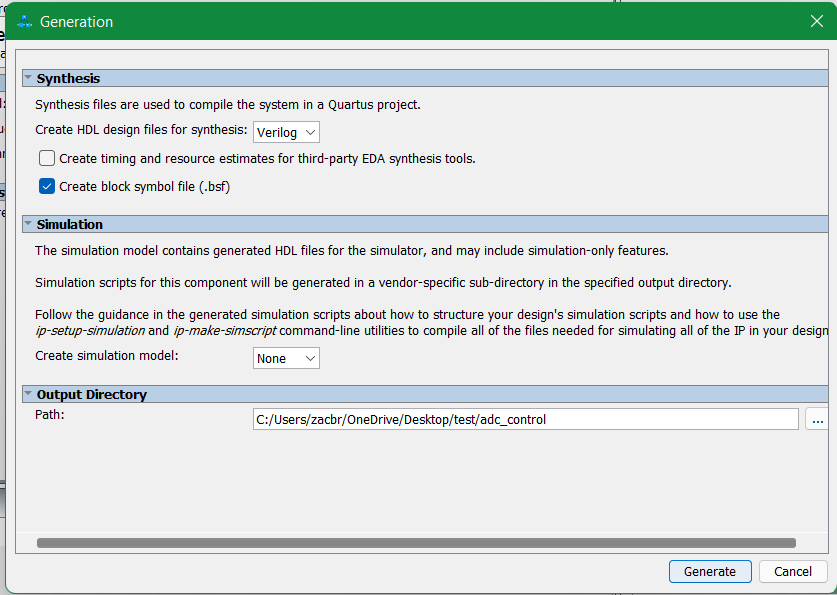 Generation
Synthesis
Synthesis files are used to compile the system in a Quartus project.
Create HDL design files for synthesis: Verilog
Create timing and resource estimates for third-party EDA synthesis tools.
Create block symbol file (.bsf)
Simulation
The simulation model contains generated HDL files for the simulator, and may include simulation-only features.
Simulation scripts for this component will be generated in a vendor-specific sub-directory in the specified output directory.
Follow the guidance in the generated simulation scripts about how to structure your design's simulation scripts and how to use the
ip-setup-simulation and ip-make-simscript command-line utilities to compile all of the files needed for simulating all of the IP in your design
Create simulation model: None
Output Directory
Path: C:/Users/zacbr/OneDrive/Desktop/test/adc_control ...
Generate Cancel